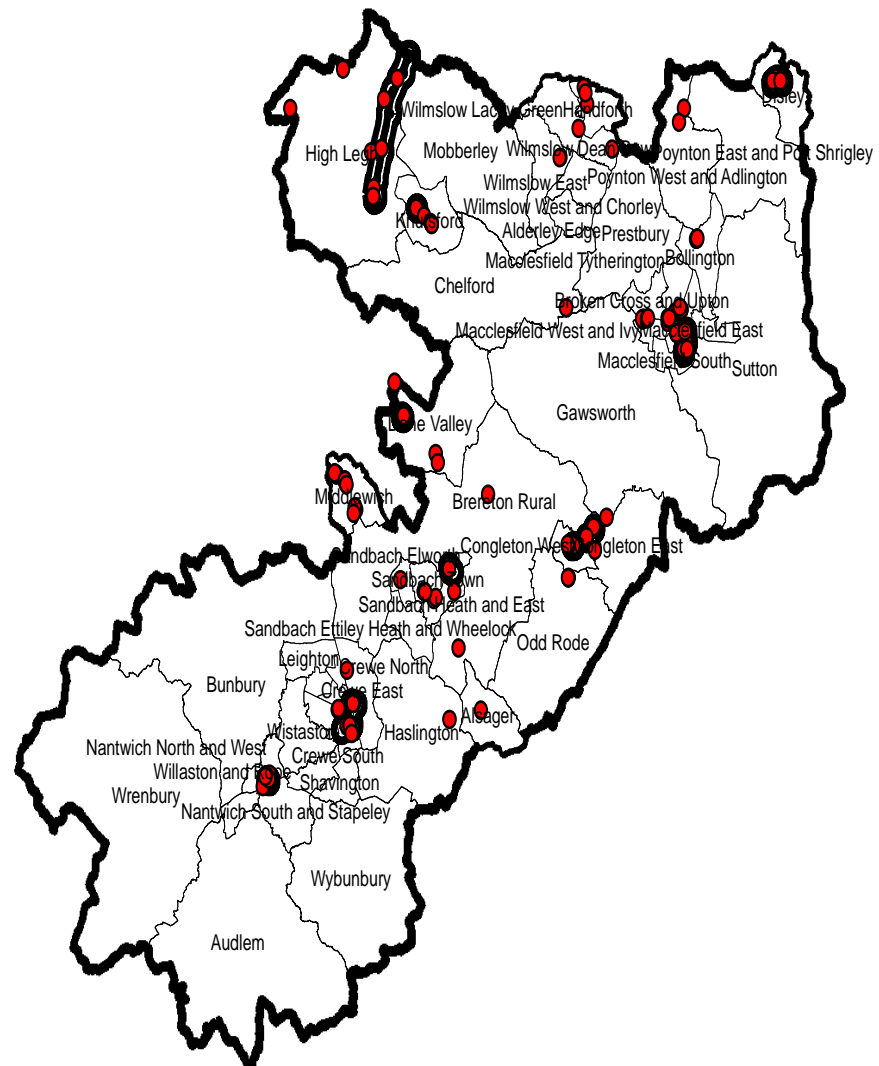 Disley
Wilmslow Lacey Green
Handforth
High Legh
Mobberley
Wilmslow Dean Row
Poynton East and Pott Shrigley
Wilmslow East
Poynton West and Adlington
Knutsford
Wilmslow West and Chorley
Alderley Edge
Prestbury
Macclesfield Tytherington
Bollington
Chelford
Broken Cross and Upton
Macclesfield West and Ivy
Macclesfield East
Macclesfield South
Sutton
Gawsworth
Dane Valley
Middlewich
Brereton Rural
Sandbach Elworth
Congleton West
Congleton East
Sandbach Town
Sandbach Heath and East
Sandbach Ettiley Heath and Wheelock
Odd Rode
Leighton
Crewe North
Bunbury
Crewe East
Alsager
Wistaston
Haslington
Nantwich North and West
Crewe South
Willaston and Rope
Shavington
Wrenbury
Nantwich South and Stapeley
Wybunbury
Audlem